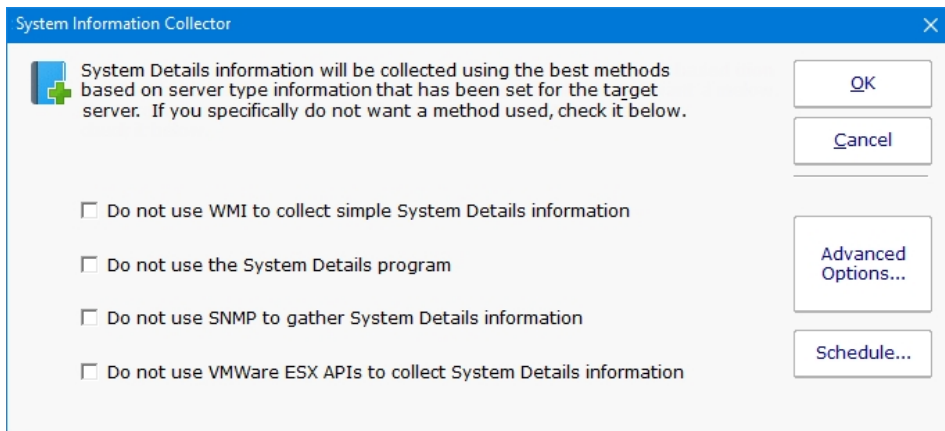 System Information Collector
System Details information will be collected using the best methods
based on server type information that has been set for the target
server. If you specifically do not want a method used, check it below.
OK
Cancel
Do not use WMI to collect simple System Details information
Do not use the System Details program
Do not use SNMP to gather System Details information
Do not use VMWare ESX APIs to collect System Details information
Advanced
Options...
Schedule...